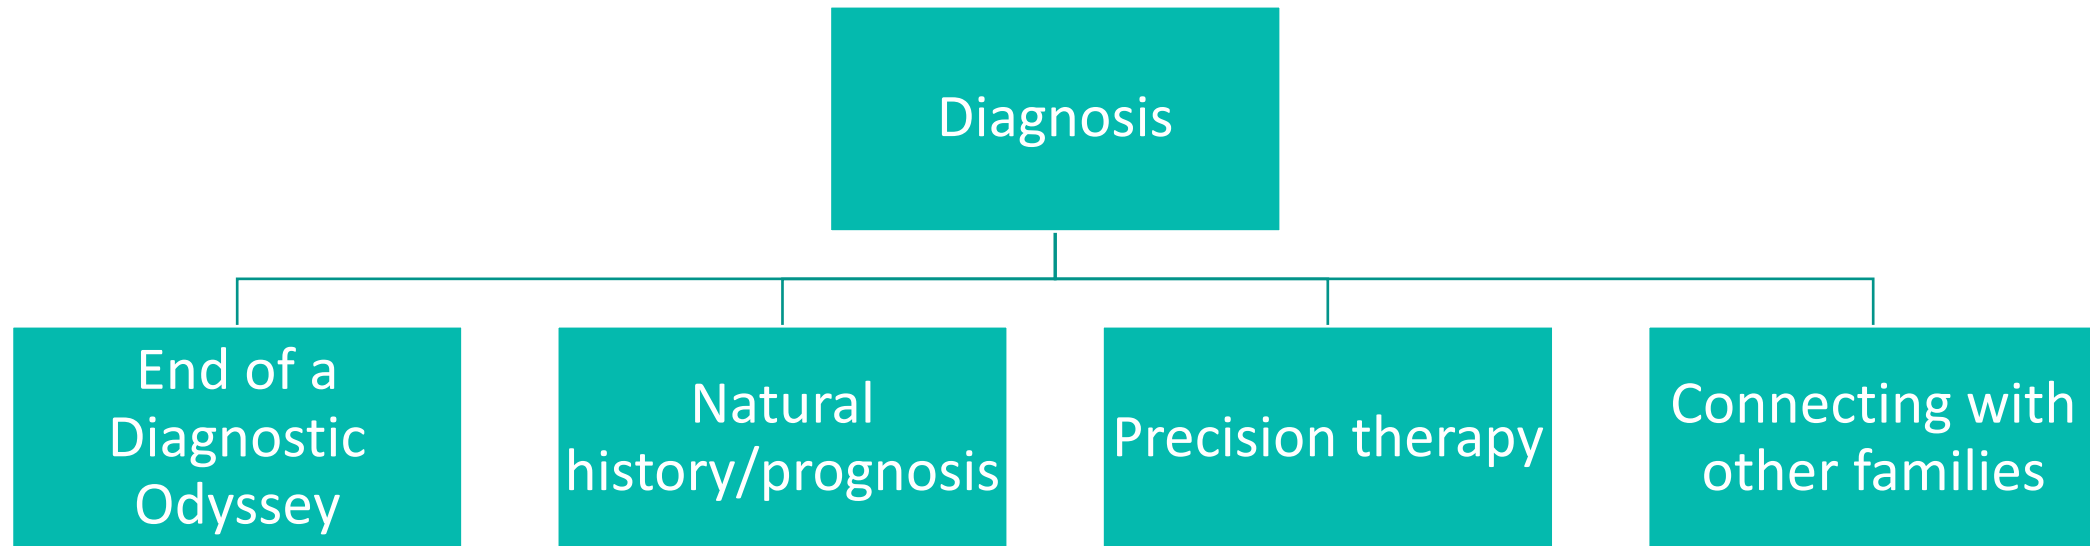 Diagnosis
End of a
Diagnostic
Odyssey
Natural
history/prognosis
Precision therapy
Connecting with
other families